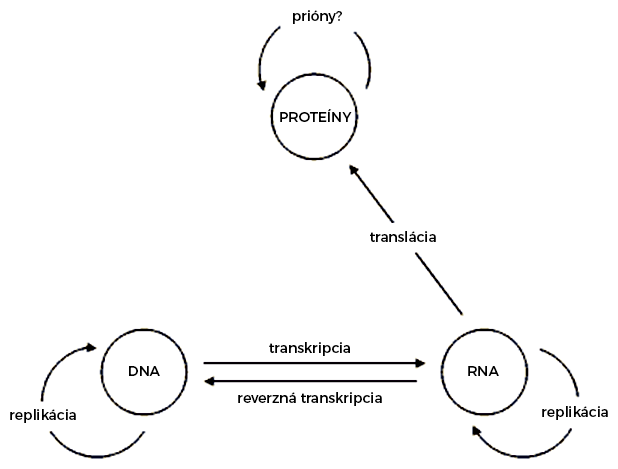 prióny?
PROTEÍNY
translácia
DNA
transkripcia
RNA
reverzná transkripcia
replikácia
replikácia